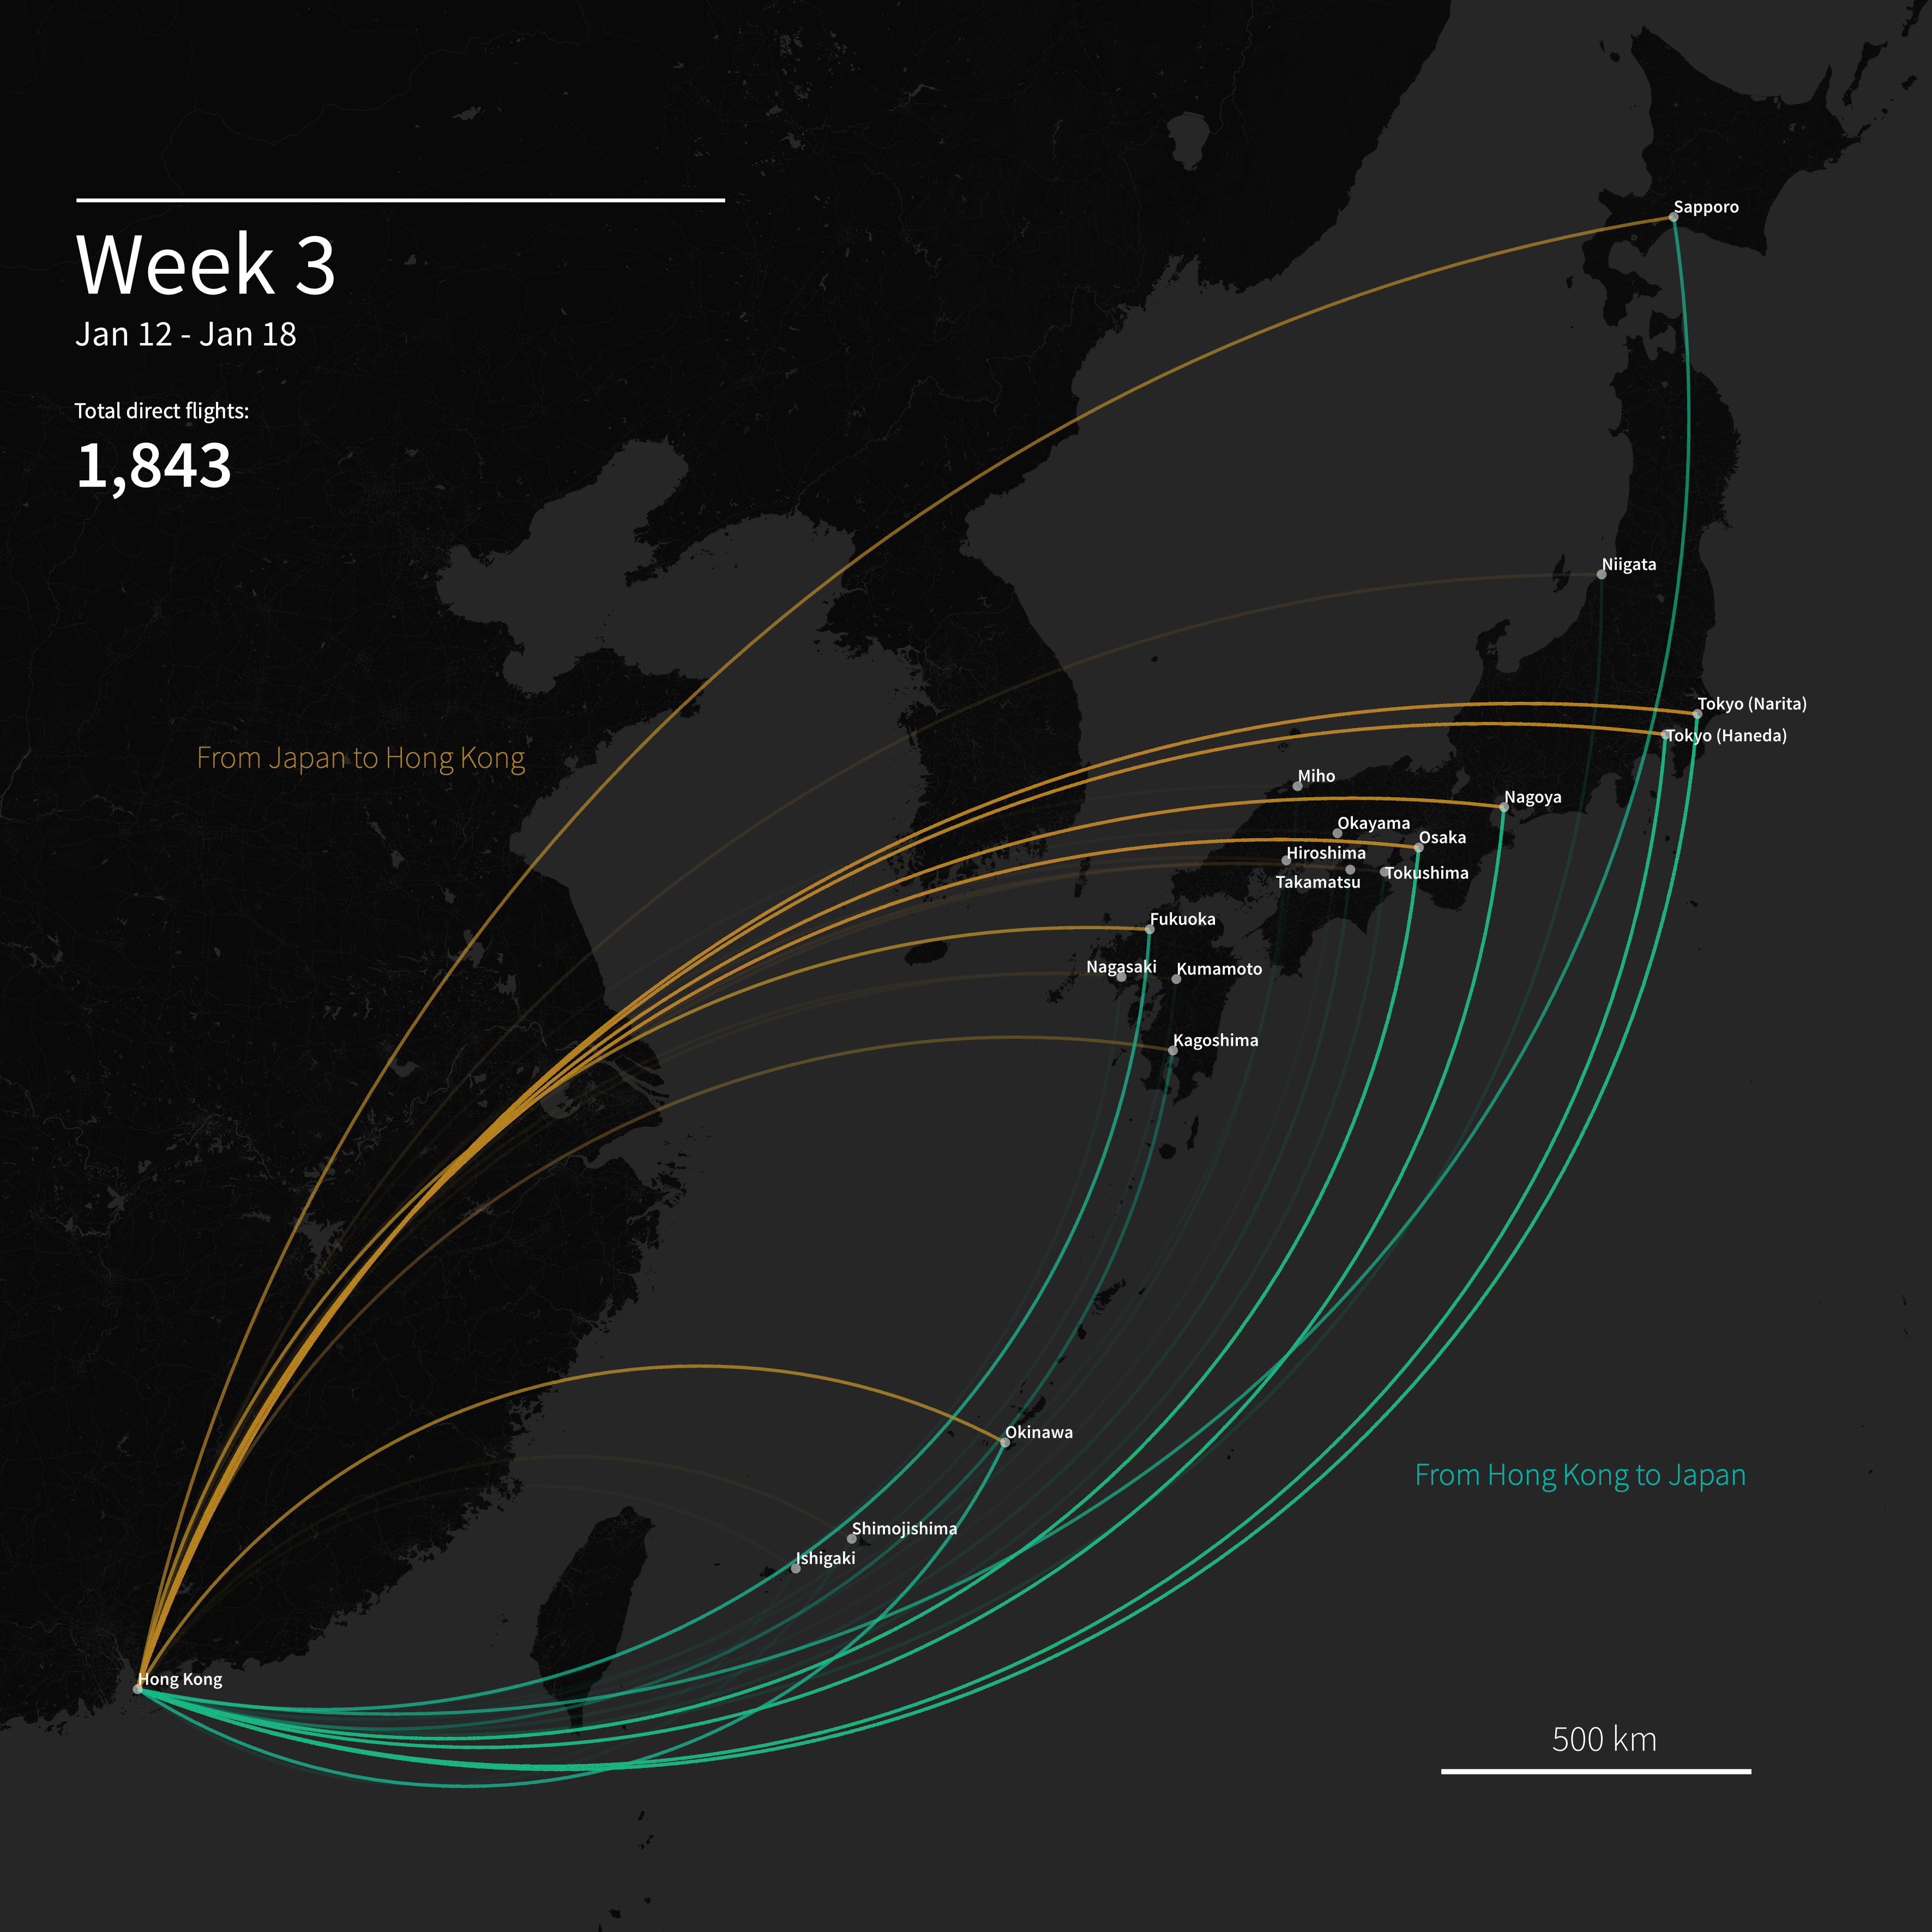 Week 3
Jan 12 - Jan 18
Total direct flights:
1,843
Sapporo
Niigata
Tokyo (Narita)
Tokyo (Haneda)
From Japan to Hong Kong
Miho
Nagoya
Okayama
Osaka
Hiroshima
Takamatsu
Tokushima
Fukuoka
Nagasaki
Kumamoto
Kagoshima
Okinawa
From Hong Kong to Japan
Shimojishima
Ishigaki
Hong Kong
500 km